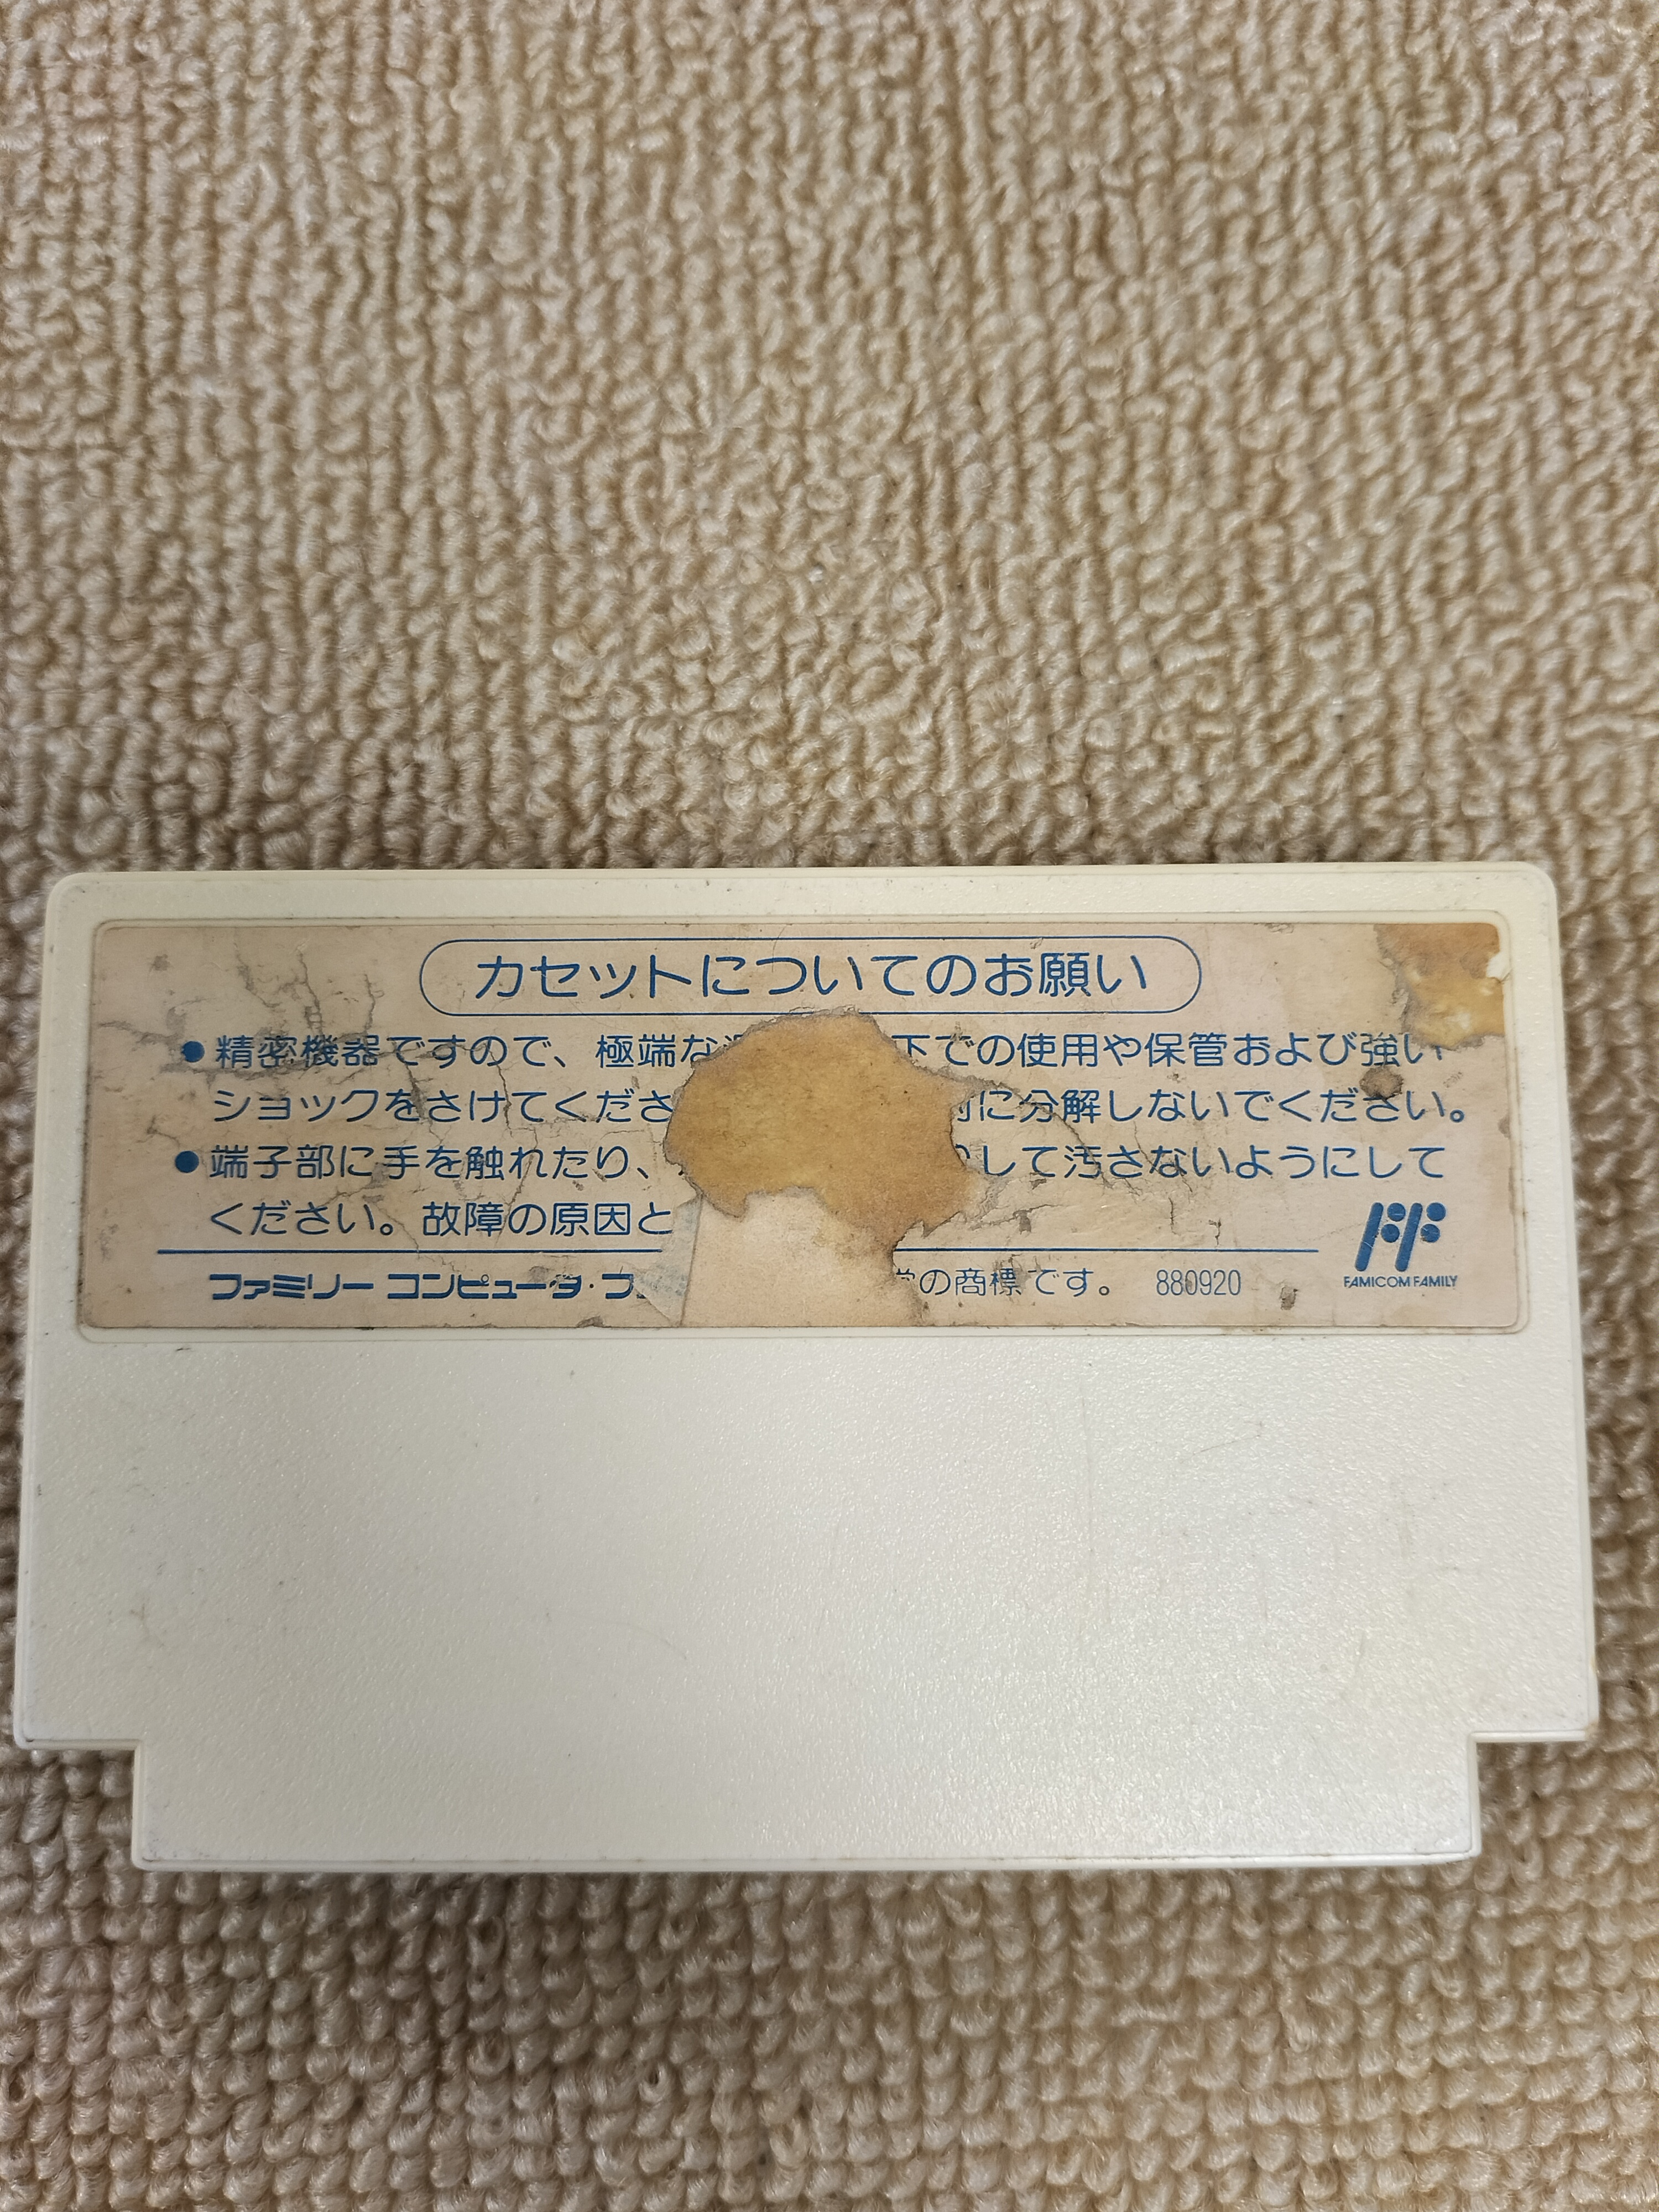 カセットについてのお願い
●精密機器ですので、極端な 下での使用や保管および強い
ショックをさけてくださ に分解しないでください。
●端子部に手を触れたり、 して汚さないようにして
ください。故障の原因と
ファミリー コンピュータ・フ の商標です。 880920
FAMICOM FAMILY